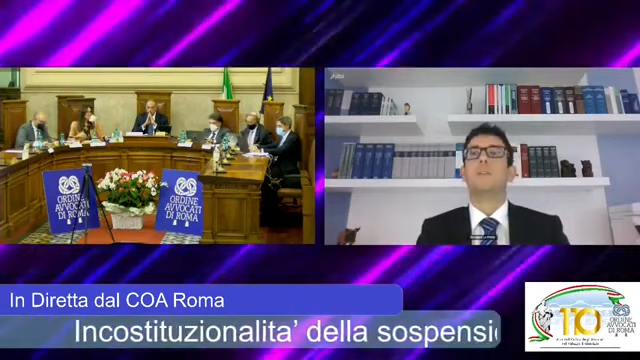 ORDINE
AVVOCATI
DI ROMA
ORDINE
AVVOCATI
DI ROMA
In Diretta dal COA Roma
Incostituzionalita' della sospensi
110
ORDINE
AVVOCATI
DI ROMA